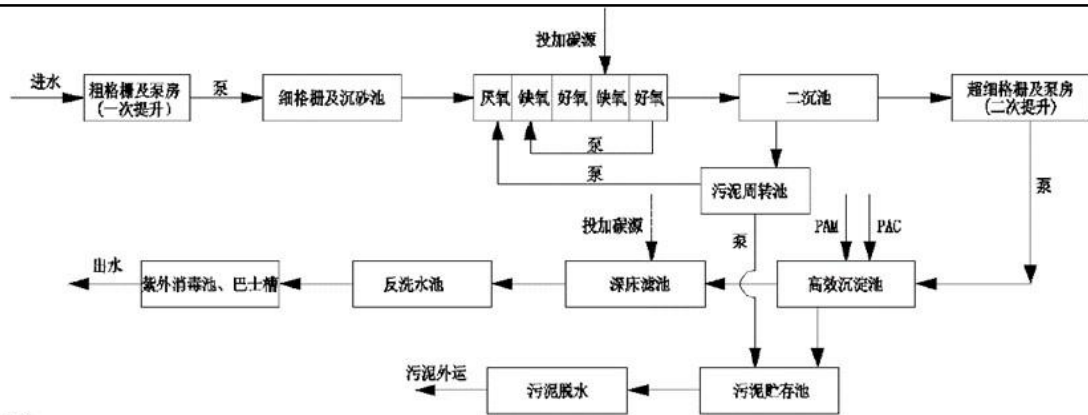 投加碳源
进水
粗格栅及泵房
(一次提升)
泵
细格栅及沉砂池
厌氧
缺氧
好氧
缺氧
好氧
二沉池
超细格栅及泵房
(二次提升)
泵
泵
污泥周转池
泵
投加碳源
泵
PAM
PAC
出水
紫外消毒池、巴士槽
反洗水池
深床滤池
高效沉淀池
污泥外运
污泥脱水
污泥贮存池